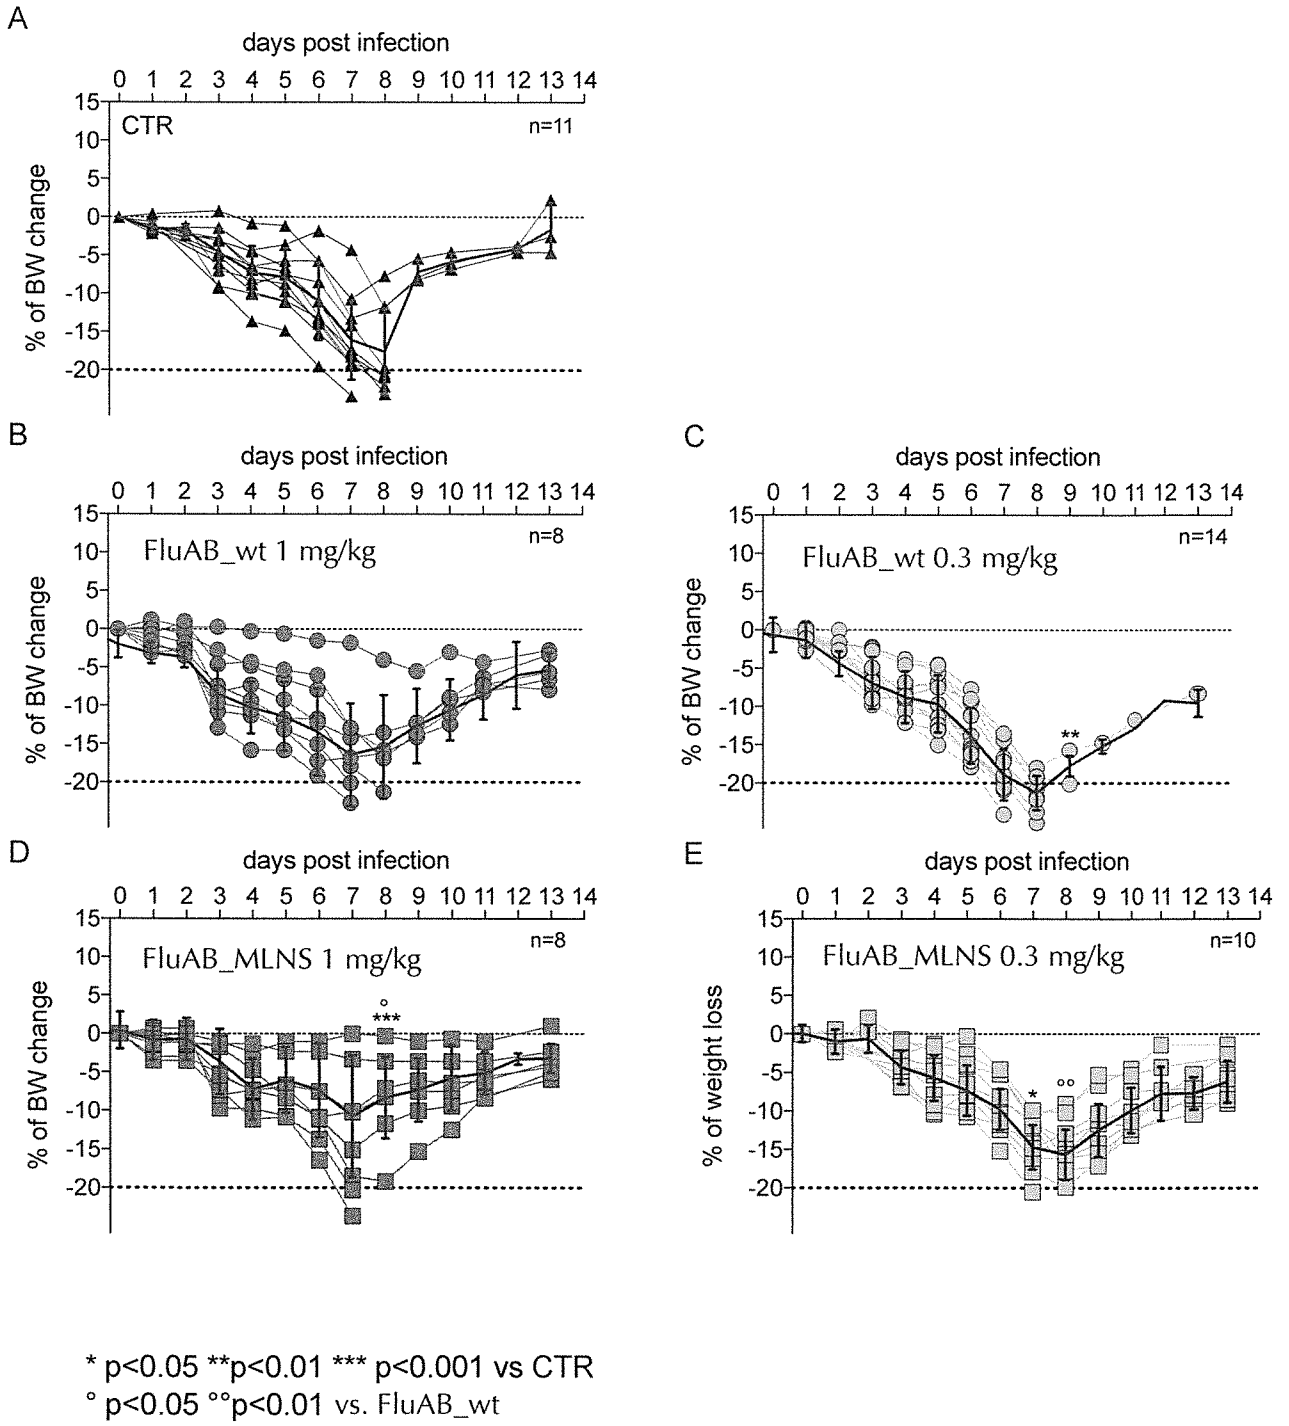 A
days post infection
0 1 2 3 4 5 6 7 8 9 10 11 12 13 14
15
CTR
n=11
10
5
0
-5
-10
-15
-20
% of BW change
B
days post infection
0 1 2 3 4 5 6 7 8 9 10 11 12 13 14
15
n=8
FluAB_wt 1 mg/kg
10
5
0
-5
-10
-15
-20
% of BW change
C
days post infection
0 1 2 3 4 5 6 7 8 9 10 11 12 13 14
15
n=14
FluAB_wt 0.3 mg/kg
10
5
0
-5
-10
-15
-20
% of BW change
**
D
days post infection
0 1 2 3 4 5 6 7 8 9 10 11 12 13 14
15
n=8
FluAB_MLNS 1 mg/kg
10
5
0
-5
-10
-15
-20
% of BW change
°
***
E
days post infection
0 1 2 3 4 5 6 7 8 9 10 11 12 13 14
15
n=10
FluAB_MLNS 0.3 mg/kg
10
5
0
-5
-10
-15
-20
% of weight loss
*
°°
* p<0.05 **p<0.01 *** p<0.001 vs CTR
° p<0.05 °°p<0.01 vs. FluAB_wt